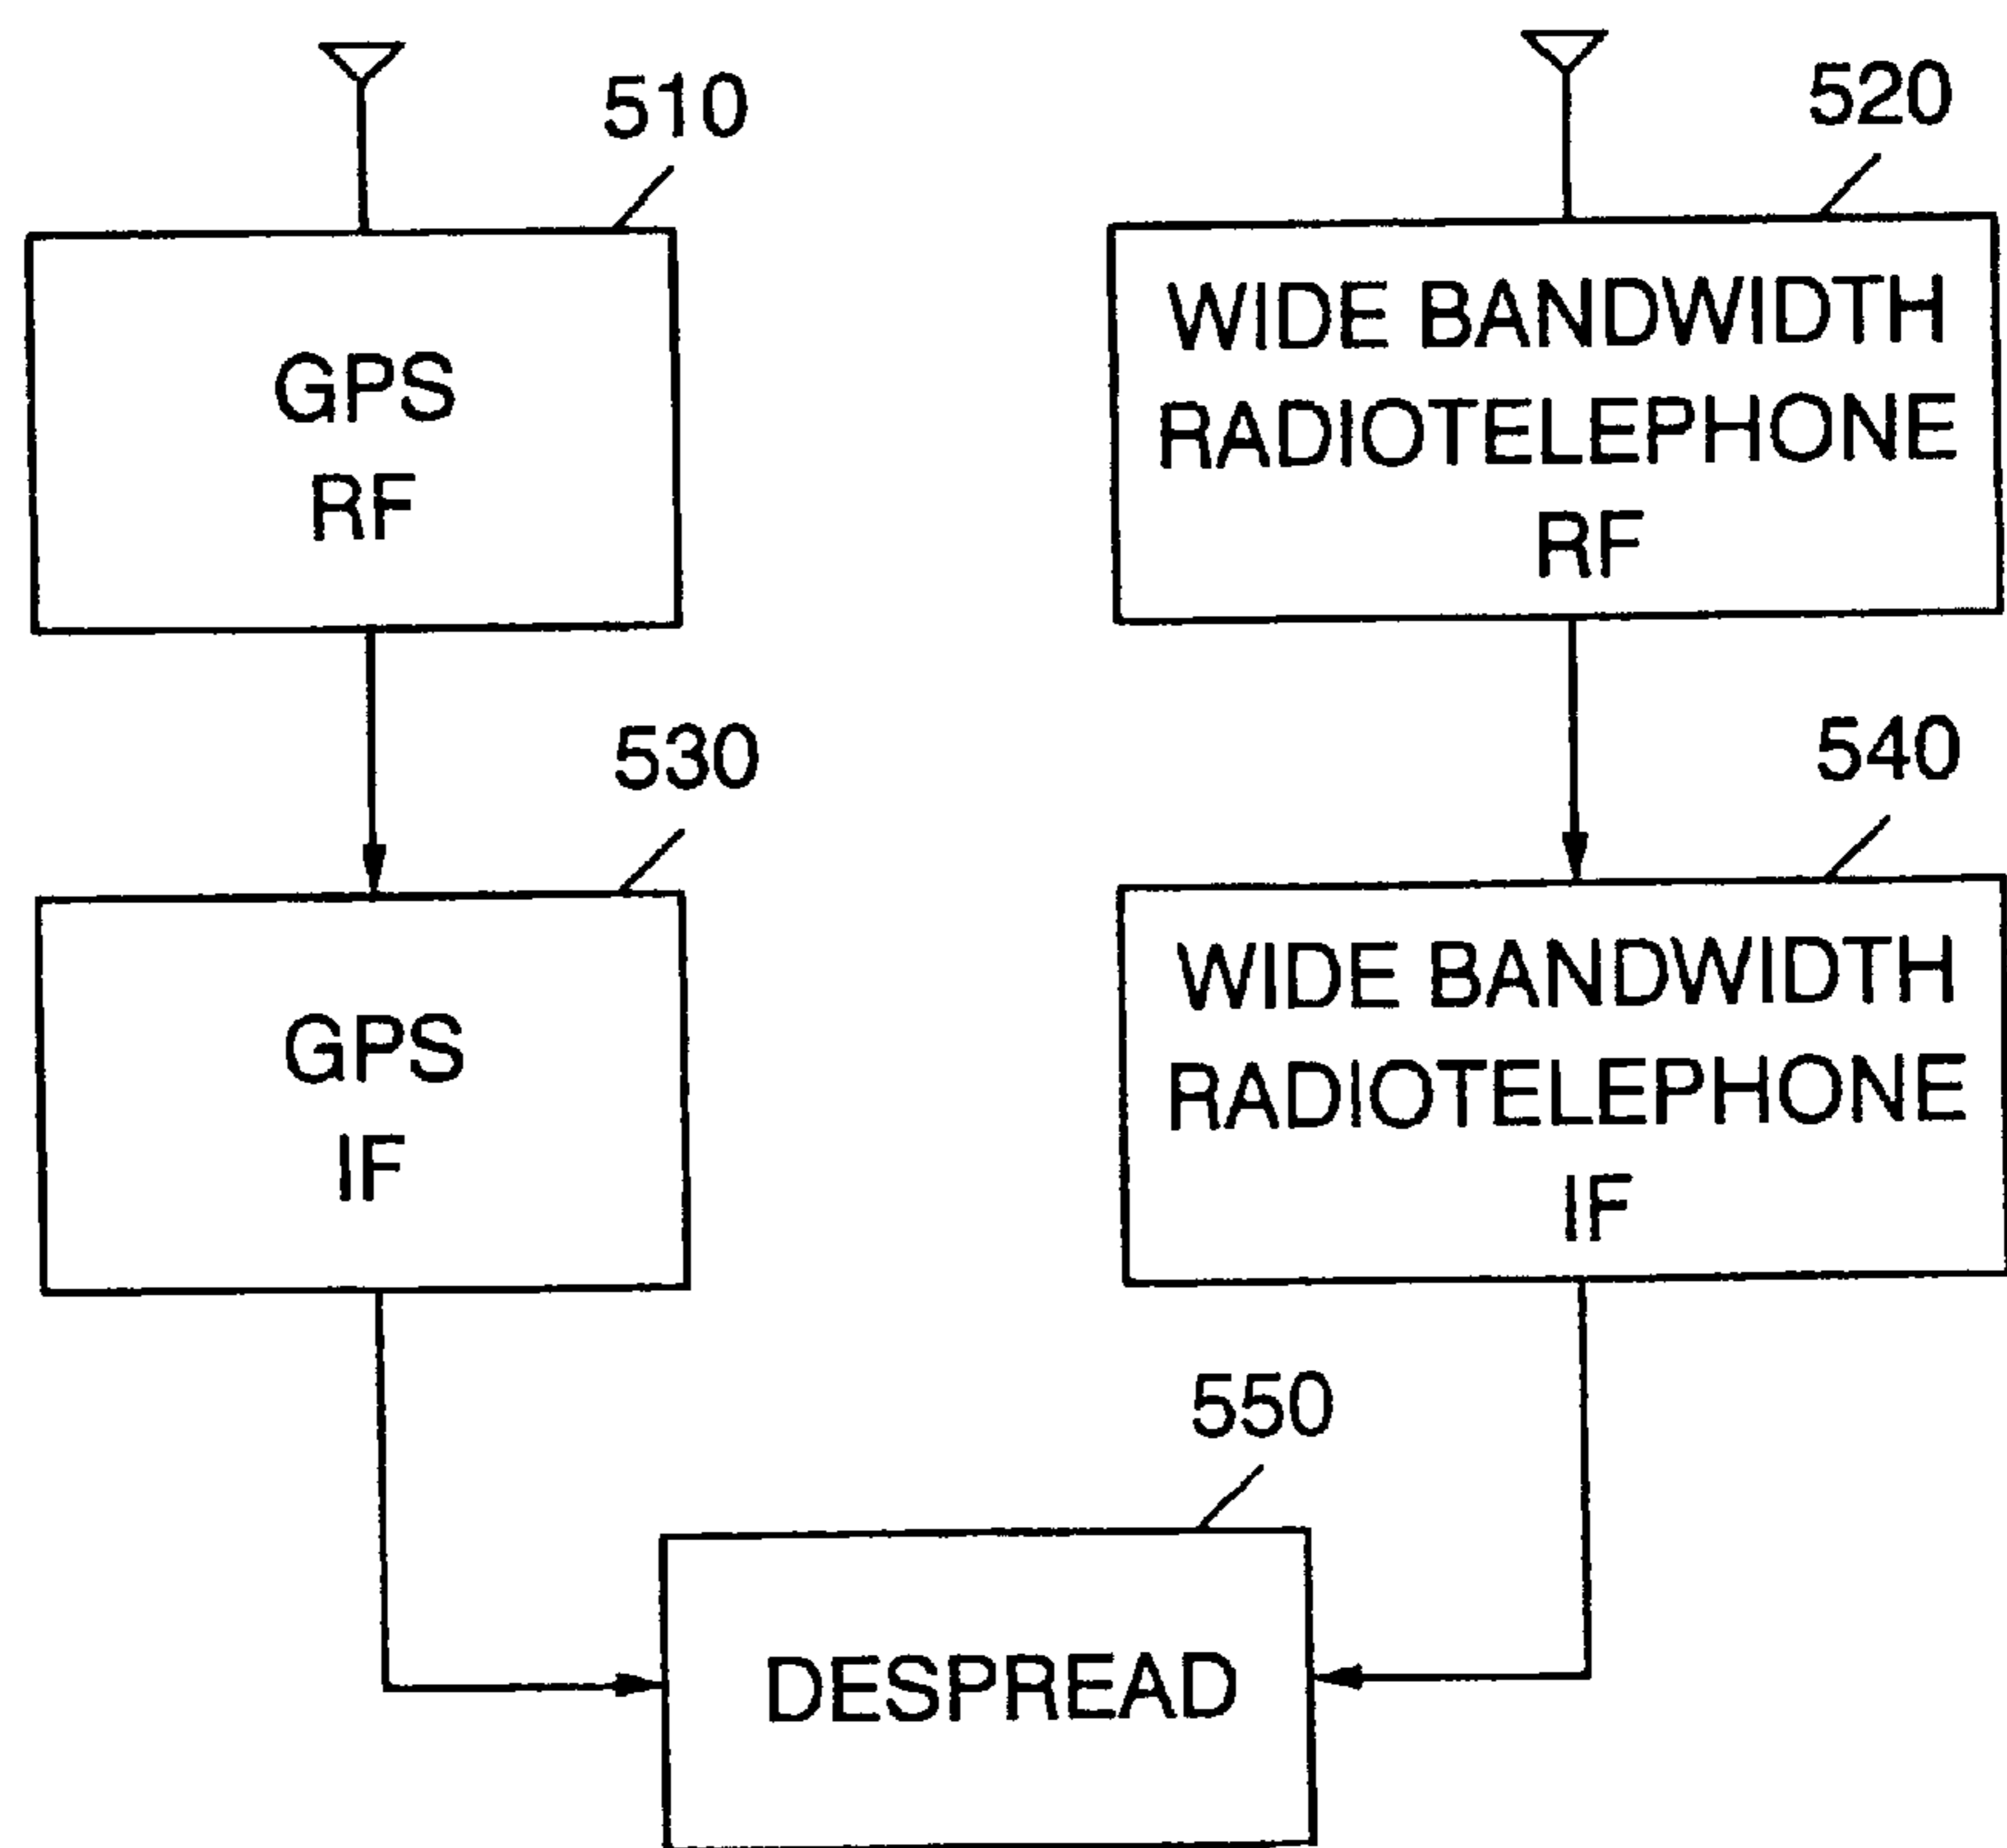 510
520
GPS
RF
WIDE BANDWIDTH
RADIOTELEPHONE
RF
530
540
GPS
IF
WIDE BANDWIDTH
RADIOTELEPHONE
IF
550
DESPREAD